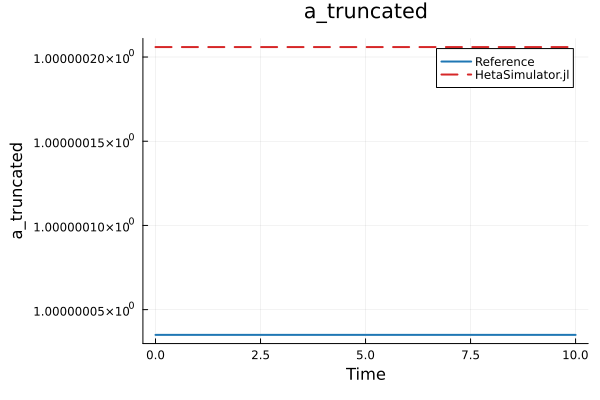 a_truncated
1.00000020×10⁰
Reference
HetaSimulator.jl
1.00000015×10⁰
a_truncated
1.00000010×10⁰
1.00000005×10⁰
0.0 2.5 5.0 7.5 10.0
Time